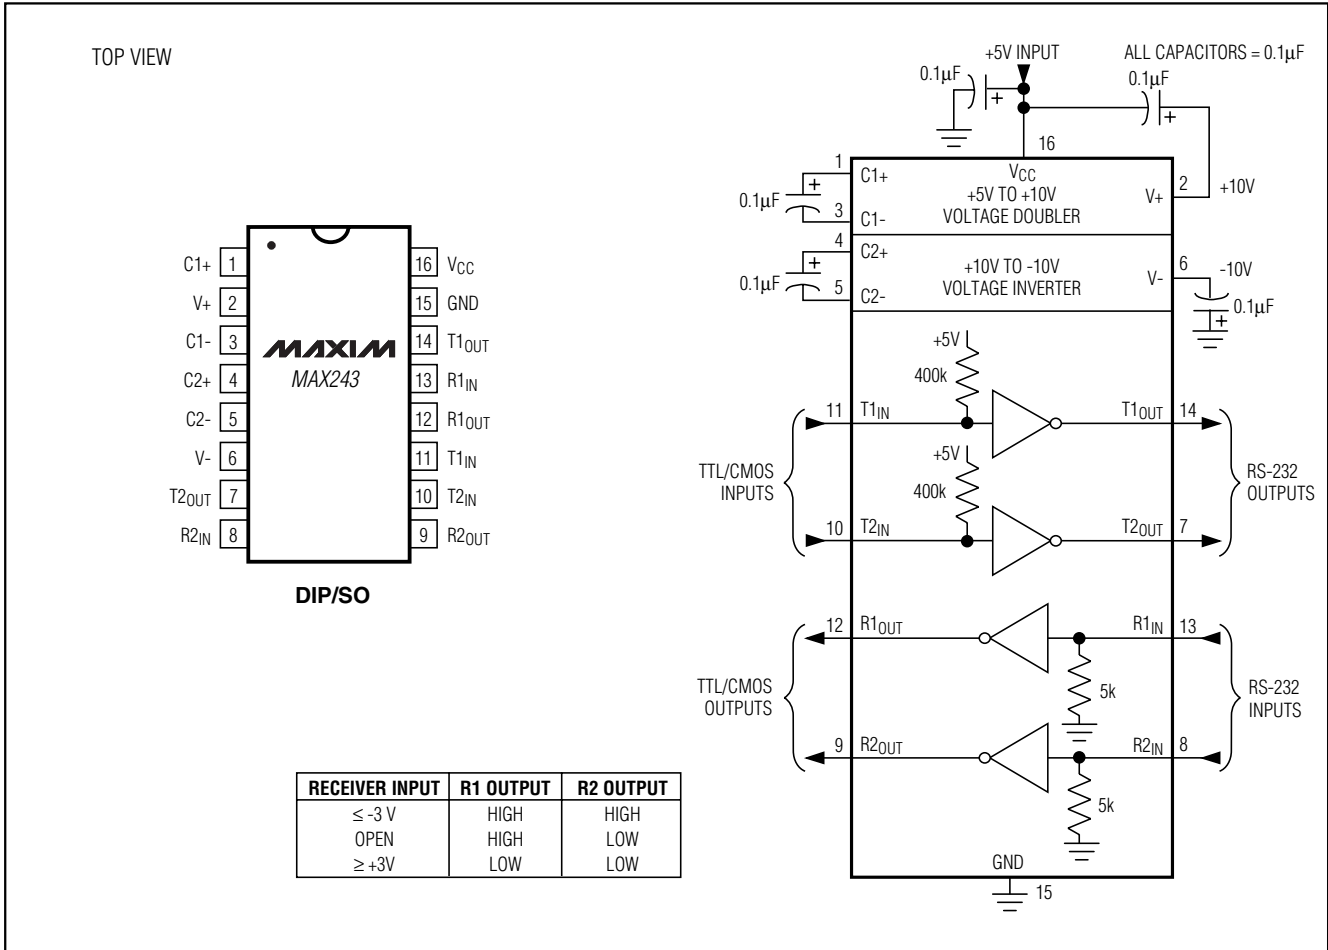 TOP VIEW
C1+ 1
V+ 2
C1- 3
C2+ 4
C2- 5
V- 6
T2OUT 7
R2IN 8
MAXIM
MAX243
16 VCC
15 GND
14 T1OUT
13 R1IN
12 R1OUT
11 T1IN
10 T2IN
9 R2OUT
DIP/SO
RECEIVER INPUT R1 OUTPUT R2 OUTPUT
≤ -3 V HIGH HIGH
OPEN HIGH LOW
≥ +3V LOW LOW
+5V INPUT
ALL CAPACITORS = 0.1µF
0.1µF
+
0.1µF
+
16
VCC
+5V TO +10V
VOLTAGE DOUBLER
1
C1+
0.1µF
+
3
C1-
V+
2
+10V
4
C2+
0.1µF
+
5
C2-
+10V TO -10V
VOLTAGE INVERTER
V-
6
-10V
0.1µF
+
+5V
400k
TTL/CMOS
INPUTS
11 T1IN
T1OUT 14
+5V
400k
10 T2IN
T2OUT 7
RS-232
OUTPUTS
TTL/CMOS
OUTPUTS
12 R1OUT
R1IN 13
5k
9 R2OUT
R2IN 8
5k
RS-232
INPUTS
GND
15